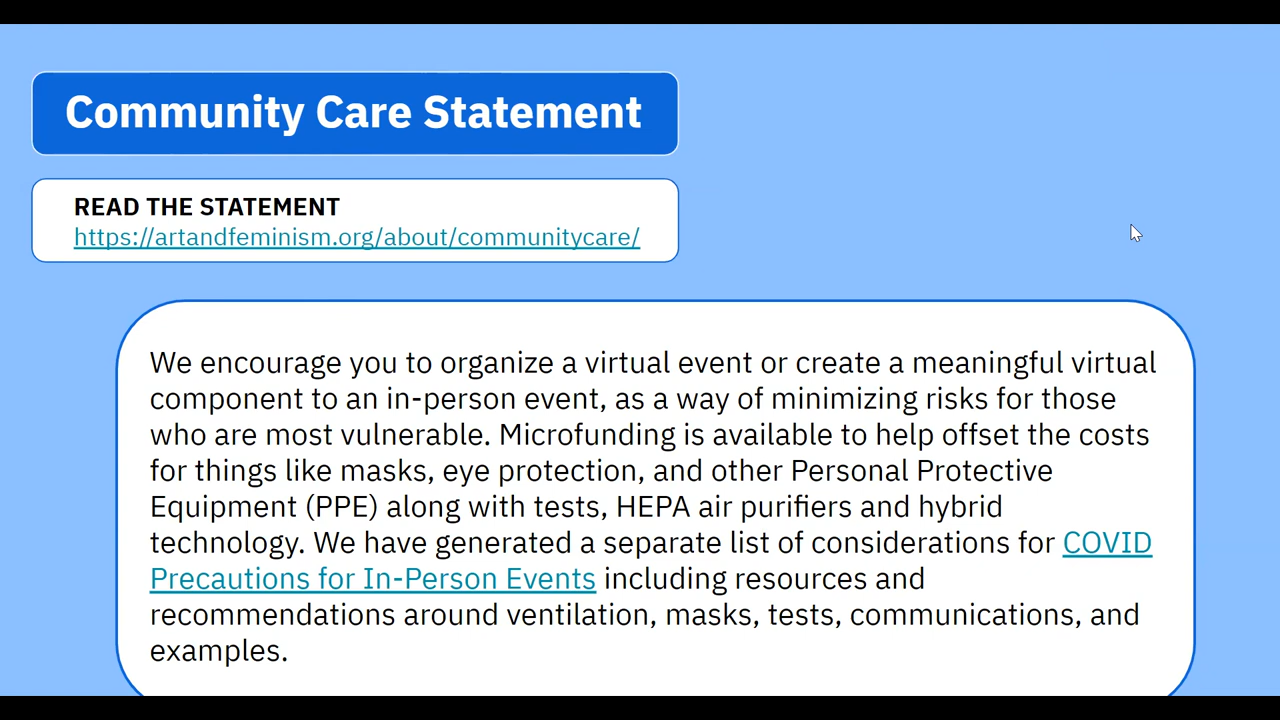 Community Care Statement
READ THE STATEMENT
https://artandfeminism.org/about/communitycare/
We encourage you to organize a virtual event or create a meaningful virtual
component to an in-person event, as a way of minimizing risks for those
who are most vulnerable. Microfunding is available to help offset the costs
for things like masks, eye protection, and other Personal Protective
Equipment (PPE) along with tests, HEPA air purifiers and hybrid
technology. We have generated a separate list of considerations for COVID
Precautions for In-Person Events including resources and
recommendations around ventilation, masks, tests, communications, and
examples.